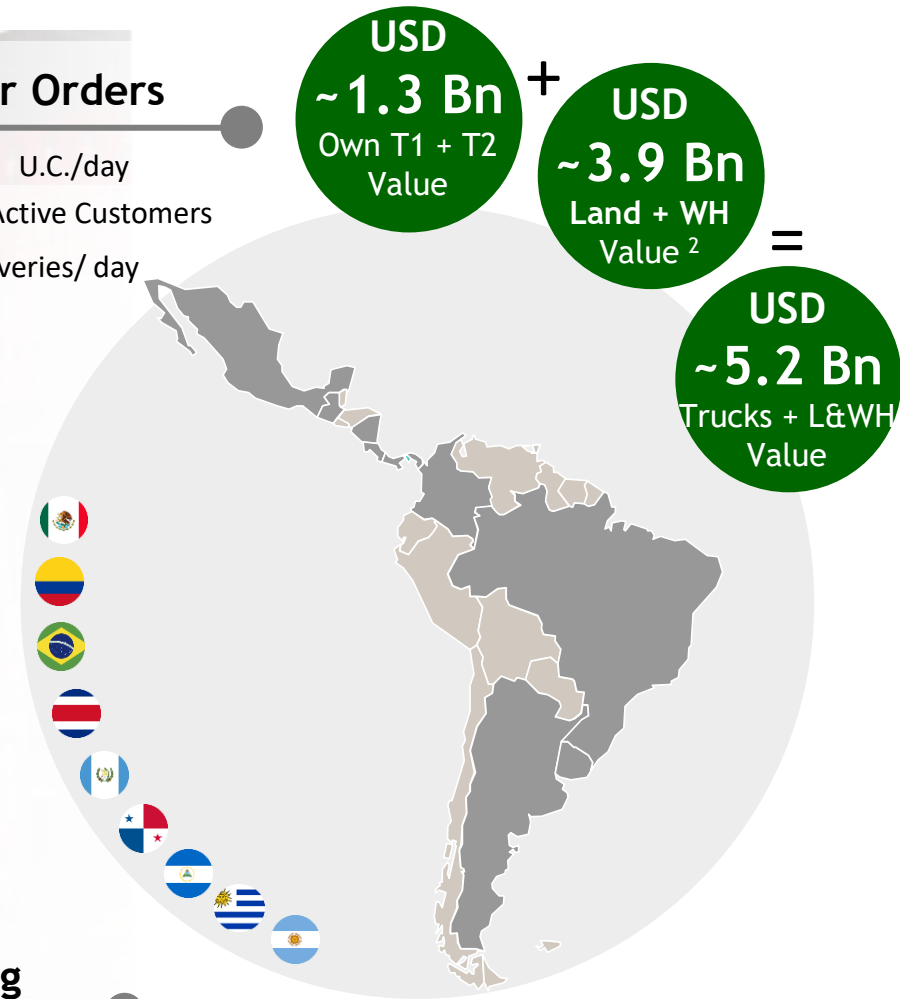 r Orders
U.C./day
Active Customers
veries/ day
USD
~1.3 Bn
Own T1 + T2
Value
+
USD
~3.9 Bn
Land + WH
Value 2
=
USD
~5.2 Bn
Trucks + L&WH
Value
g